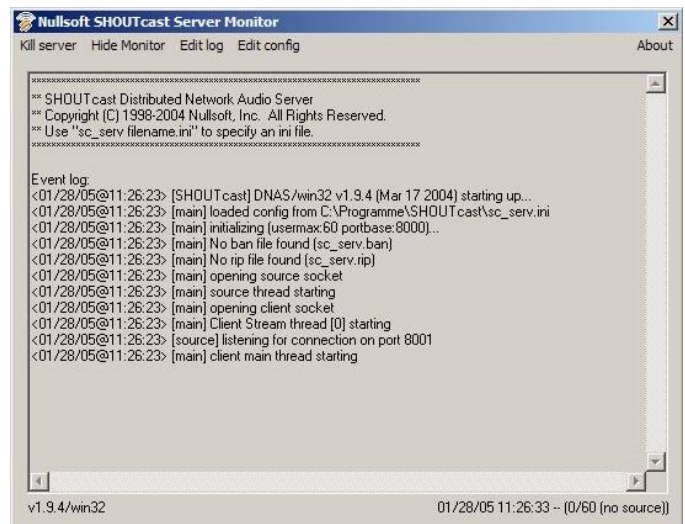 Nullsoft SHOUTcast Server Monitor
Kill server Hide Monitor Edit log Edit config About
*******************************************************************************
** SHOUTcast Distributed Network Audio Server
** Copyright (C) 1998-2004 Nullsoft, Inc. All Rights Reserved.
** Use "sc_serv filename.ini" to specify an ini file.
*******************************************************************************
Event log:
<01/28/05@11:26:23> [SHOUTcast] DNAS/win32 v1.9.4 (Mar 17 2004) starting up...
<01/28/05@11:26:23> [main] loaded config from C:\Programme\SHOUTcast\sc_serv.ini
<01/28/05@11:26:23> [main] initializing (usermax:60 portbase:8000)...
<01/28/05@11:26:23> [main] No ban file found (sc_serv.ban)
<01/28/05@11:26:23> [main] No rip file found (sc_serv.rip)
<01/28/05@11:26:23> [main] opening source socket
<01/28/05@11:26:23> [main] source thread starting
<01/28/05@11:26:23> [main] opening client socket
<01/28/05@11:26:23> [main] Client Stream thread [0] starting
<01/28/05@11:26:23> [source] listening for connection on port 8001
<01/28/05@11:26:23> [main] client main thread starting
v1.9.4/win32 01/28/05 11:26:33 -- (0/60 (no source))